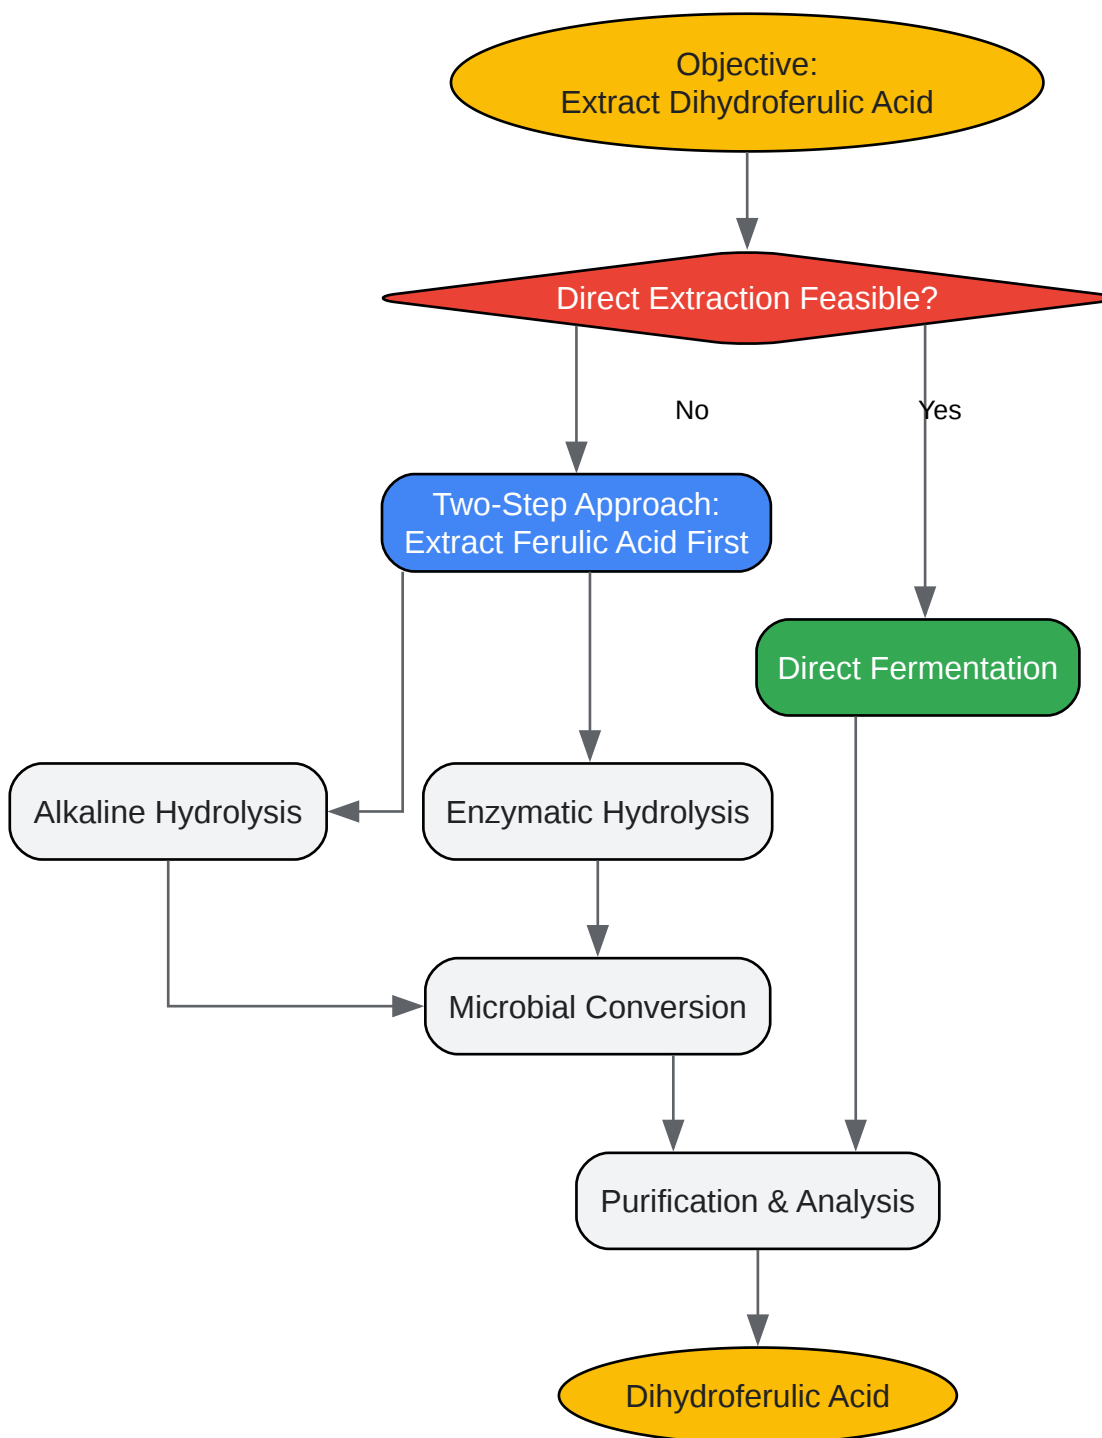 Objective:
Extract Dihydroferulic Acid
Direct Extraction Feasible?
No
Yes
Two-Step Approach:
Extract Ferulic Acid First
Direct Fermentation
Alkaline Hydrolysis
Enzymatic Hydrolysis
Microbial Conversion
Purification & Analysis
Dihydroferulic Acid